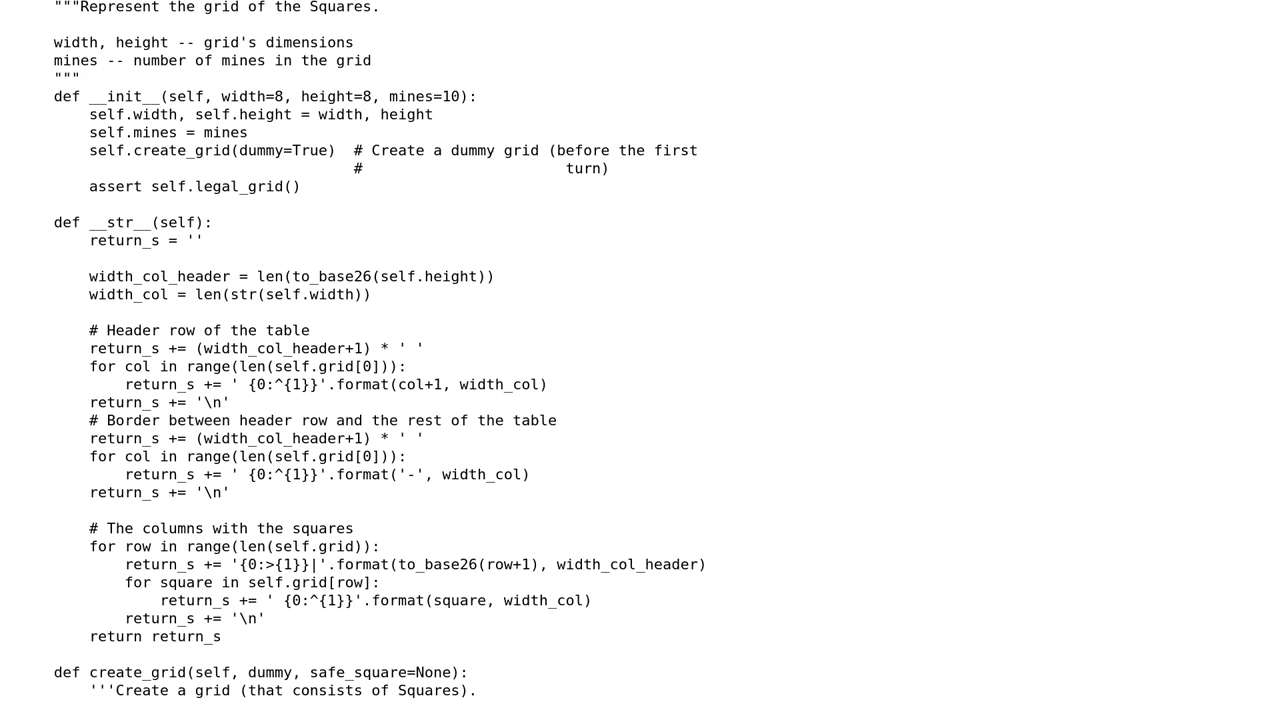 """Represent the grid of the Squares.

width, height -- grid's dimensions
mines -- number of mines in the grid
"""
def __init__(self, width=8, height=8, mines=10):
    self.width, self.height = width, height
    self.mines = mines
    self.create_grid(dummy=True)  # Create a dummy grid (before the first
                                  #                       turn)
    assert self.legal_grid()

def __str__(self):
    return_s = ''

    width_col_header = len(to_base26(self.height))
    width_col = len(str(self.width))

    # Header row of the table
    return_s += (width_col_header+1) * ' '
    for col in range(len(self.grid[0])):
        return_s += ' {0:^{1}}'.format(col+1, width_col)
    return_s += '\n'
    # Border between header row and the rest of the table
    return_s += (width_col_header+1) * ' '
    for col in range(len(self.grid[0])):
        return_s += ' {0:^{1}}'.format('-', width_col)
    return_s += '\n'

    # The columns with the squares
    for row in range(len(self.grid)):
        return_s += '{0:>{1}}|'.format(to_base26(row+1), width_col_header)
        for square in self.grid[row]:
            return_s += ' {0:^{1}}'.format(square, width_col)
        return_s += '\n'
    return return_s

def create_grid(self, dummy, safe_square=None):
    '''Create a grid (that consists of Squares).